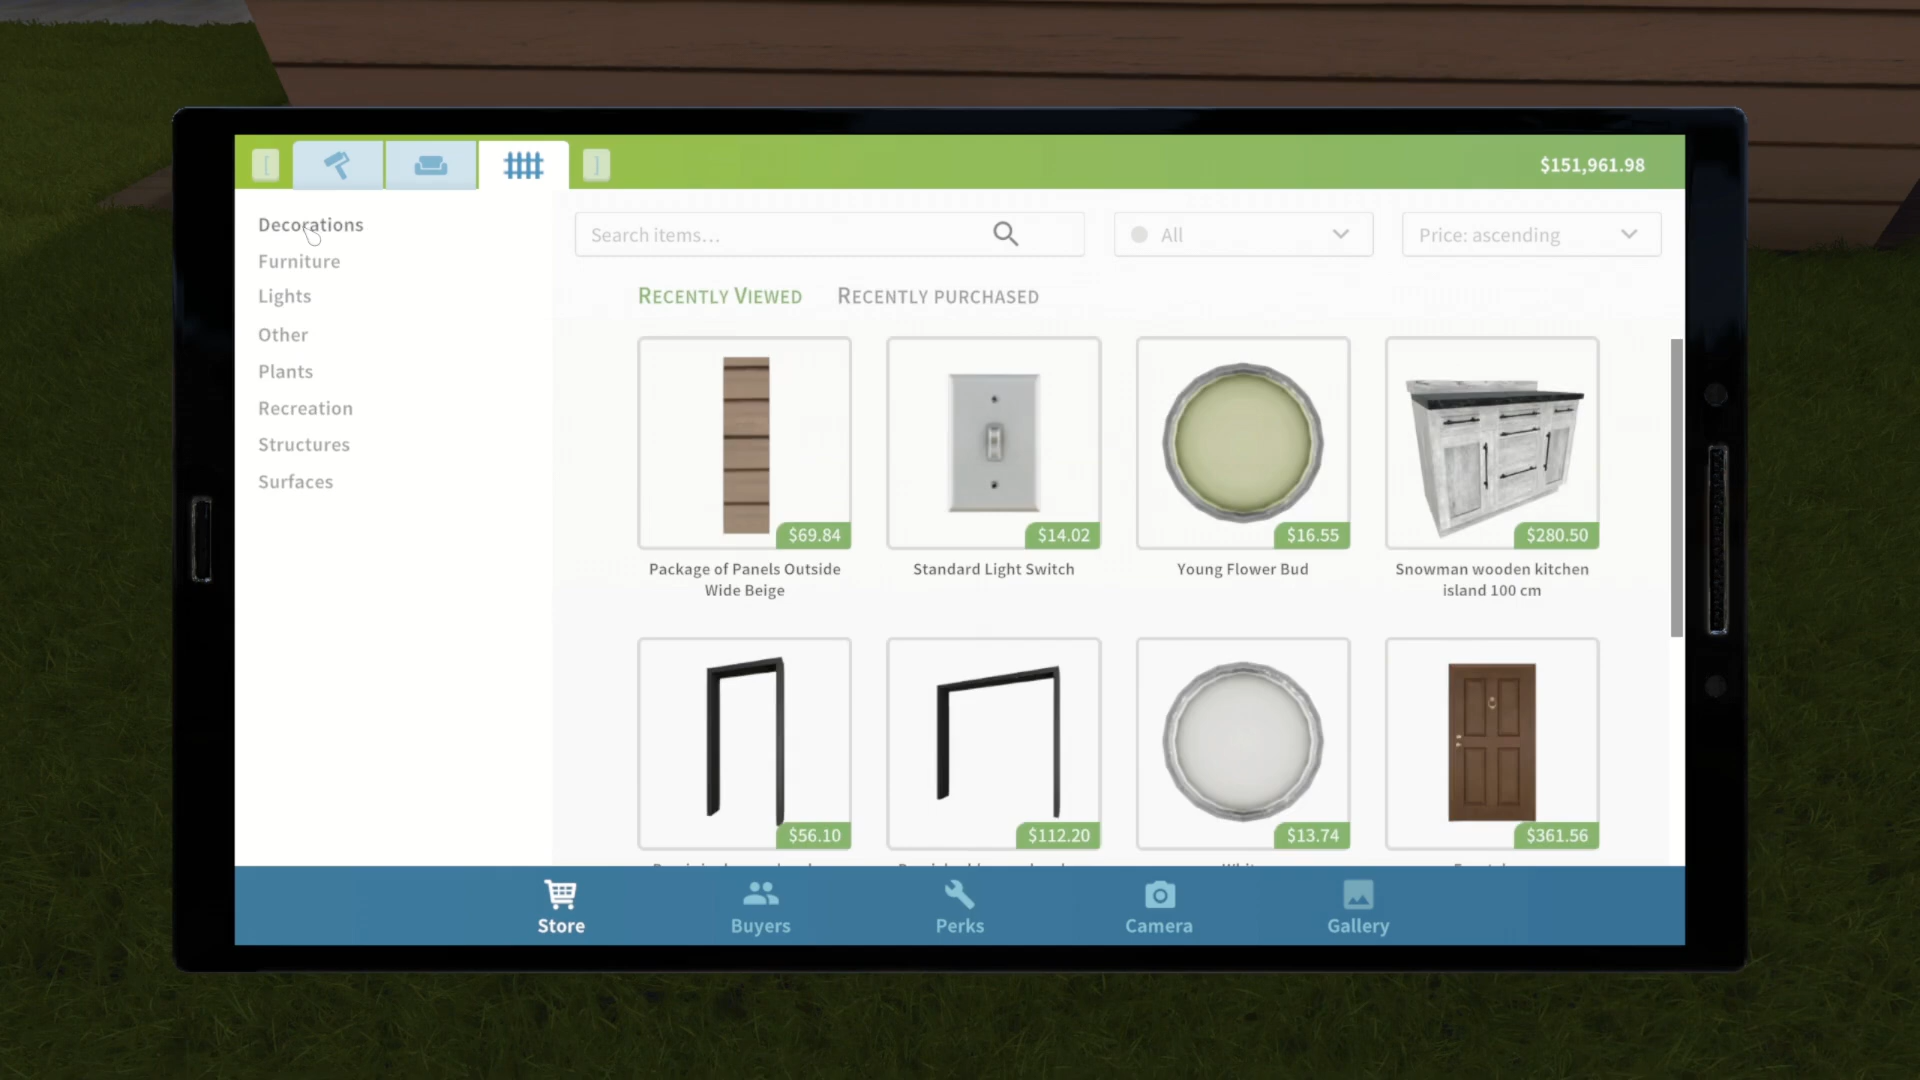 [
]
$151,961.98
Decorations
Furniture
Lights
Other
Plants
Recreation
Structures
Surfaces
Search items...
All
Price: ascending
Recently Viewed
Recently purchased
$69.84
$14.02
$16.55
$280.50
Package of Panels Outside
Wide Beige
Standard Light Switch
Young Flower Bud
Snowman wooden kitchen
island 100 cm
$56.10
$112.20
$13.74
$361.56
Store
Buyers
Perks
Camera
Gallery